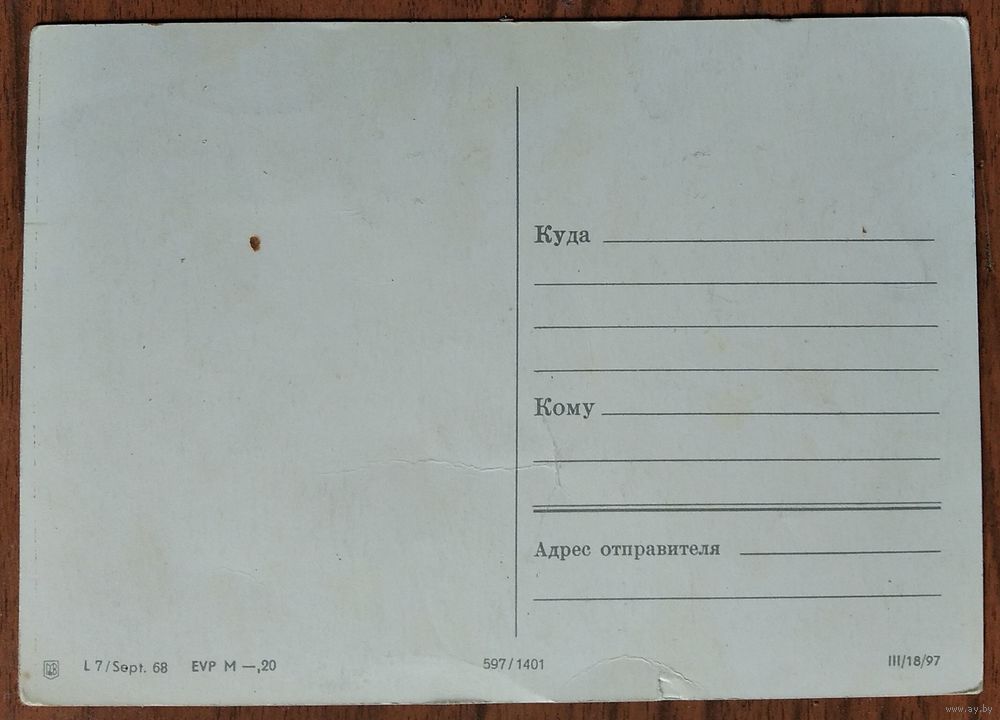 Куда
Кому
Адрес отправителя
L 7/Sept. 68 EVP M —,20
597/1401
III/18/97
www.ay.by